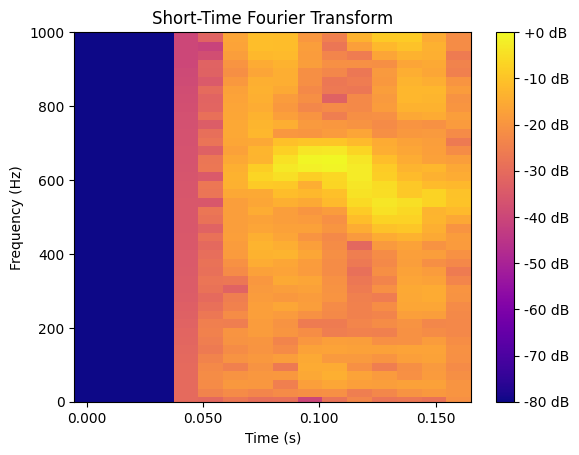 Short-Time Fourier Transform
Frequency (Hz)
1000
800
600
400
200
0
0.000
0.050
0.100
0.150
Time (s)
+0 dB
-10 dB
-20 dB
-30 dB
-40 dB
-50 dB
-60 dB
-70 dB
-80 dB